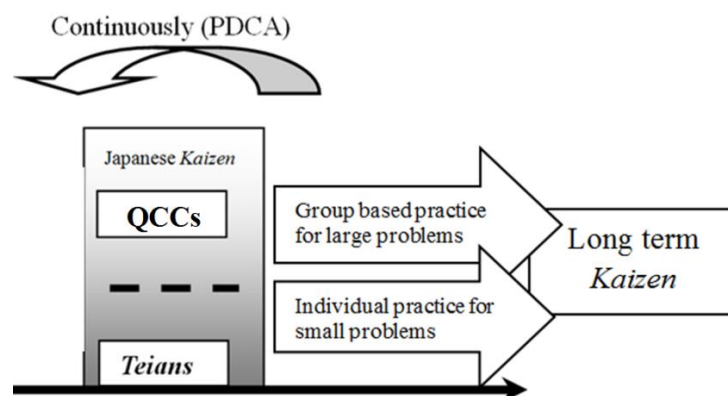 Continuously (PDCA)
Japanese Kaizen
QCCs
Group based practice
for large problems
Long term
Kaizen
Individual practice for
small problems
Teians